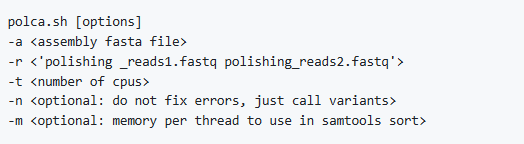 polca.sh [options]
-a <assembly fasta file>
-r <'polishing _reads1.fastq polishing_reads2.fastq'>
-t <number of cpus>
-n <optional: do not fix errors, just call variants>
-m <optional: memory per thread to use in samtools sort>